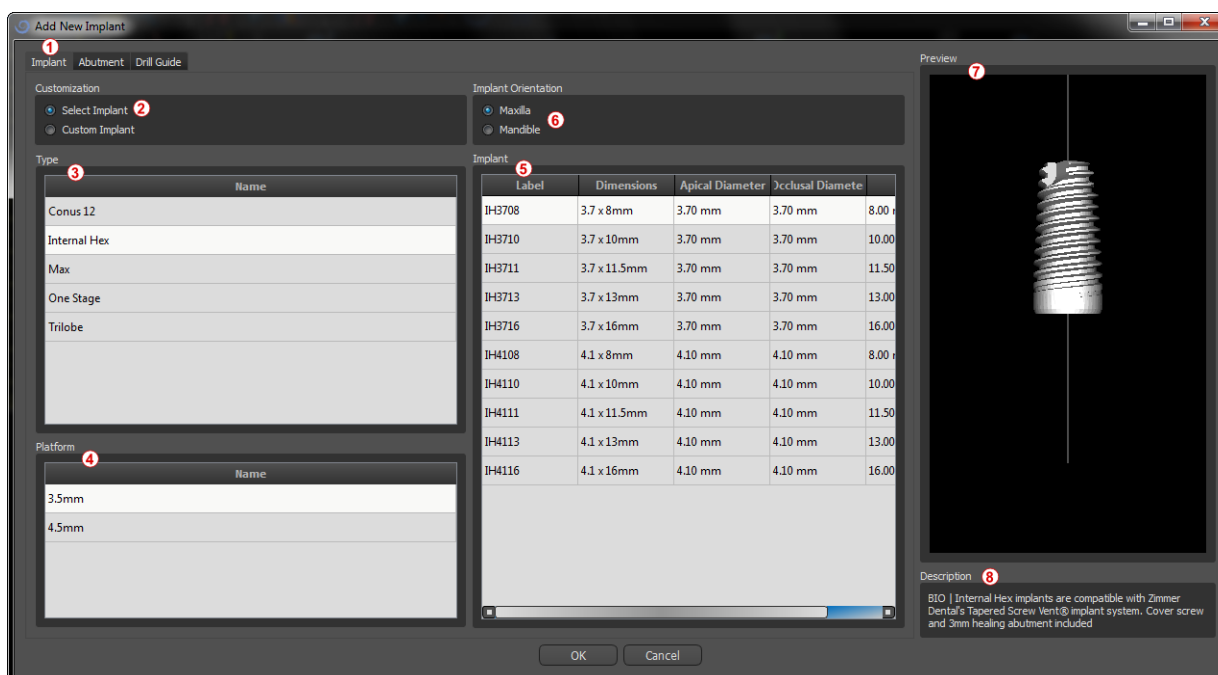 Add New Implant
1
Implant Abutment Drill Guide
Customization
Select Implant 2
Custom Implant
Type
3
Name
Conus 12
Internal Hex
Max
One Stage
Trilobe
Platform
4
Name
3.5mm
4.5mm
Implant Orientation
Maxilla
Mandible
6
Implant
5
Label Dimensions Apical Diameter Occlusal Diamete
IH3708 3.7 x 8mm 3.70 mm 3.70 mm 8.00
IH3710 3.7 x 10mm 3.70 mm 3.70 mm 10.00
IH3711 3.7 x 11.5mm 3.70 mm 3.70 mm 11.50
IH3713 3.7 x 13mm 3.70 mm 3.70 mm 13.00
IH3716 3.7 x 16mm 3.70 mm 3.70 mm 16.00
IH4108 4.1 x 8mm 4.10 mm 4.10 mm 8.00
IH4110 4.1 x 10mm 4.10 mm 4.10 mm 10.00
IH4111 4.1 x 11.5mm 4.10 mm 4.10 mm 11.50
IH4113 4.1 x 13mm 4.10 mm 4.10 mm 13.00
IH4116 4.1 x 16mm 4.10 mm 4.10 mm 16.00
Preview
7
Description 8
BIO | Internal Hex implants are compatible with Zimmer
Dental's Tapered Screw Vent® implant system. Cover screw
and 3mm healing abutment included
OK Cancel